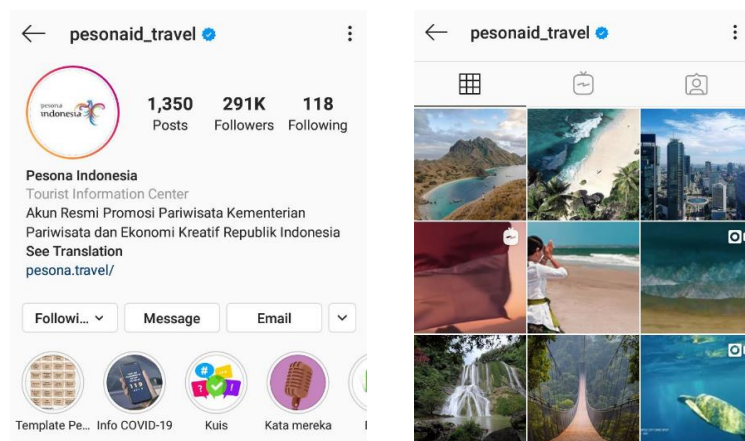 pesonaid_travel
pesona
indonesia
1,350 291K 118
Posts Followers Following
Pesona Indonesia
Tourist Information Center
Akun Resmi Promosi Pariwisata Kementerian
Pariwisata dan Ekonomi Kreatif Republik Indonesia
See Translation
pesona.travel/
Followi... Message Email
Template Pe... Info COVID-19 Kuis Kata mereka
pesonaid_travel